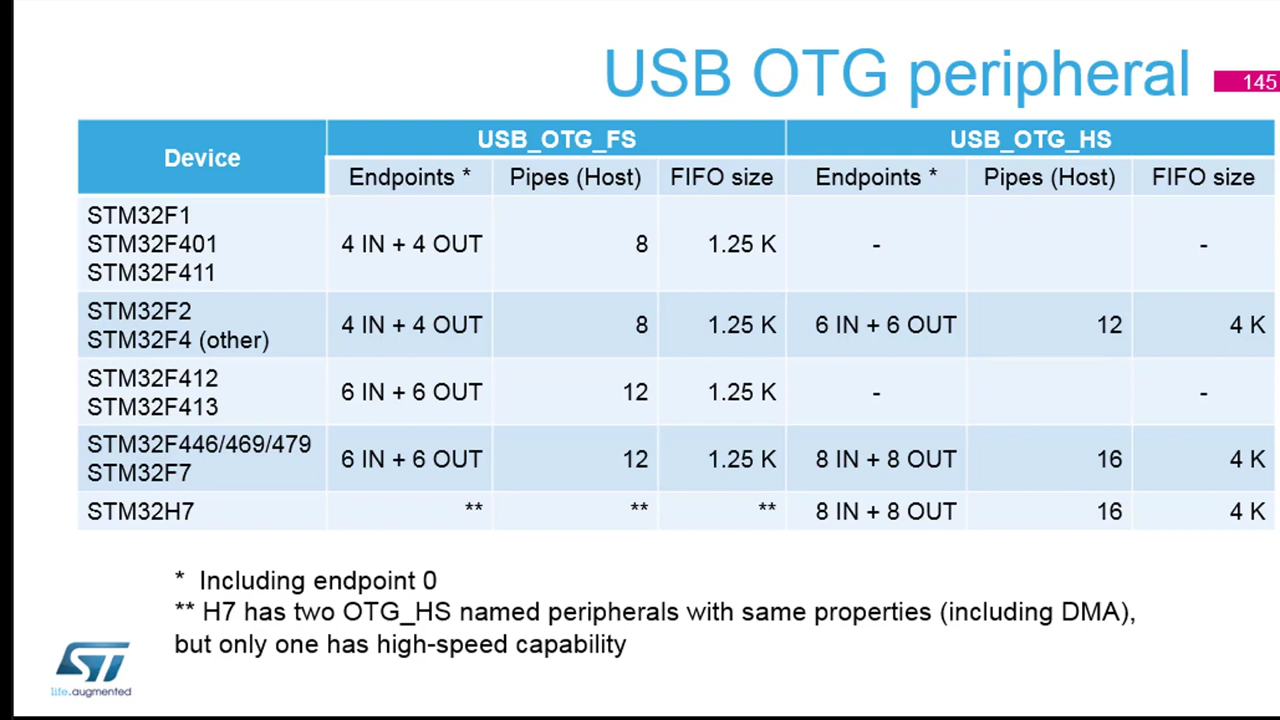 USB OTG peripheral
145
Device
USB_OTG_FS
USB_OTG_HS
Endpoints *
Pipes (Host)
FIFO size
Endpoints *
Pipes (Host)
FIFO size
STM32F1
STM32F401
STM32F411
4 IN + 4 OUT
8
1.25 K
-
-
STM32F2
STM32F4 (other)
4 IN + 4 OUT
8
1.25 K
6 IN + 6 OUT
12
4 K
STM32F412
STM32F413
6 IN + 6 OUT
12
1.25 K
-
-
STM32F446/469/479
STM32F7
6 IN + 6 OUT
12
1.25 K
8 IN + 8 OUT
16
4 K
STM32H7
**
**
**
8 IN + 8 OUT
16
4 K
* Including endpoint 0
** H7 has two OTG_HS named peripherals with same properties (including DMA),
but only one has high-speed capability
ST
life.augmented